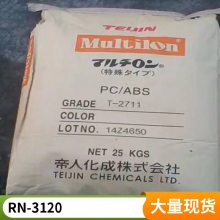 TEIJIN
Multilon
マルチロン®
(特殊タイプ)
PC/ABS
GRADE T-2711
COLOR
LOT NO. 14Z4650
NET 25 KGS
帝人化成株式会社
TEIJIN CHEMICALS LTD.
RN-3120
大量现货